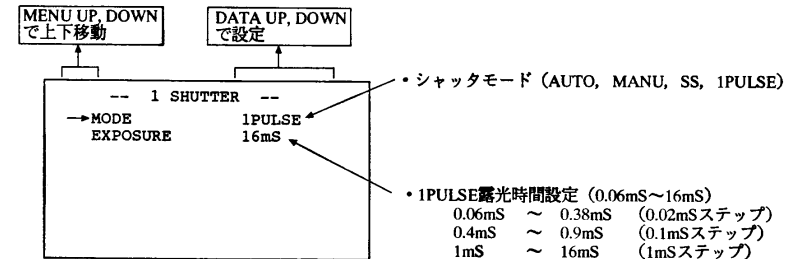 MENU UP, DOWN
で上下移動
DATA UP, DOWN
で設定
-- 1 SHUTTER --
→MODE 1PULSE
EXPOSURE 16mS
・シャッタモード（AUTO, MANU, SS, 1PULSE）
・1PULSE露光時間設定（0.06mS～16mS）
0.06mS ～ 0.38mS （0.02mSステップ）
0.4mS ～ 0.9mS （0.1mSステップ）
1mS ～ 16mS （1mSステップ）